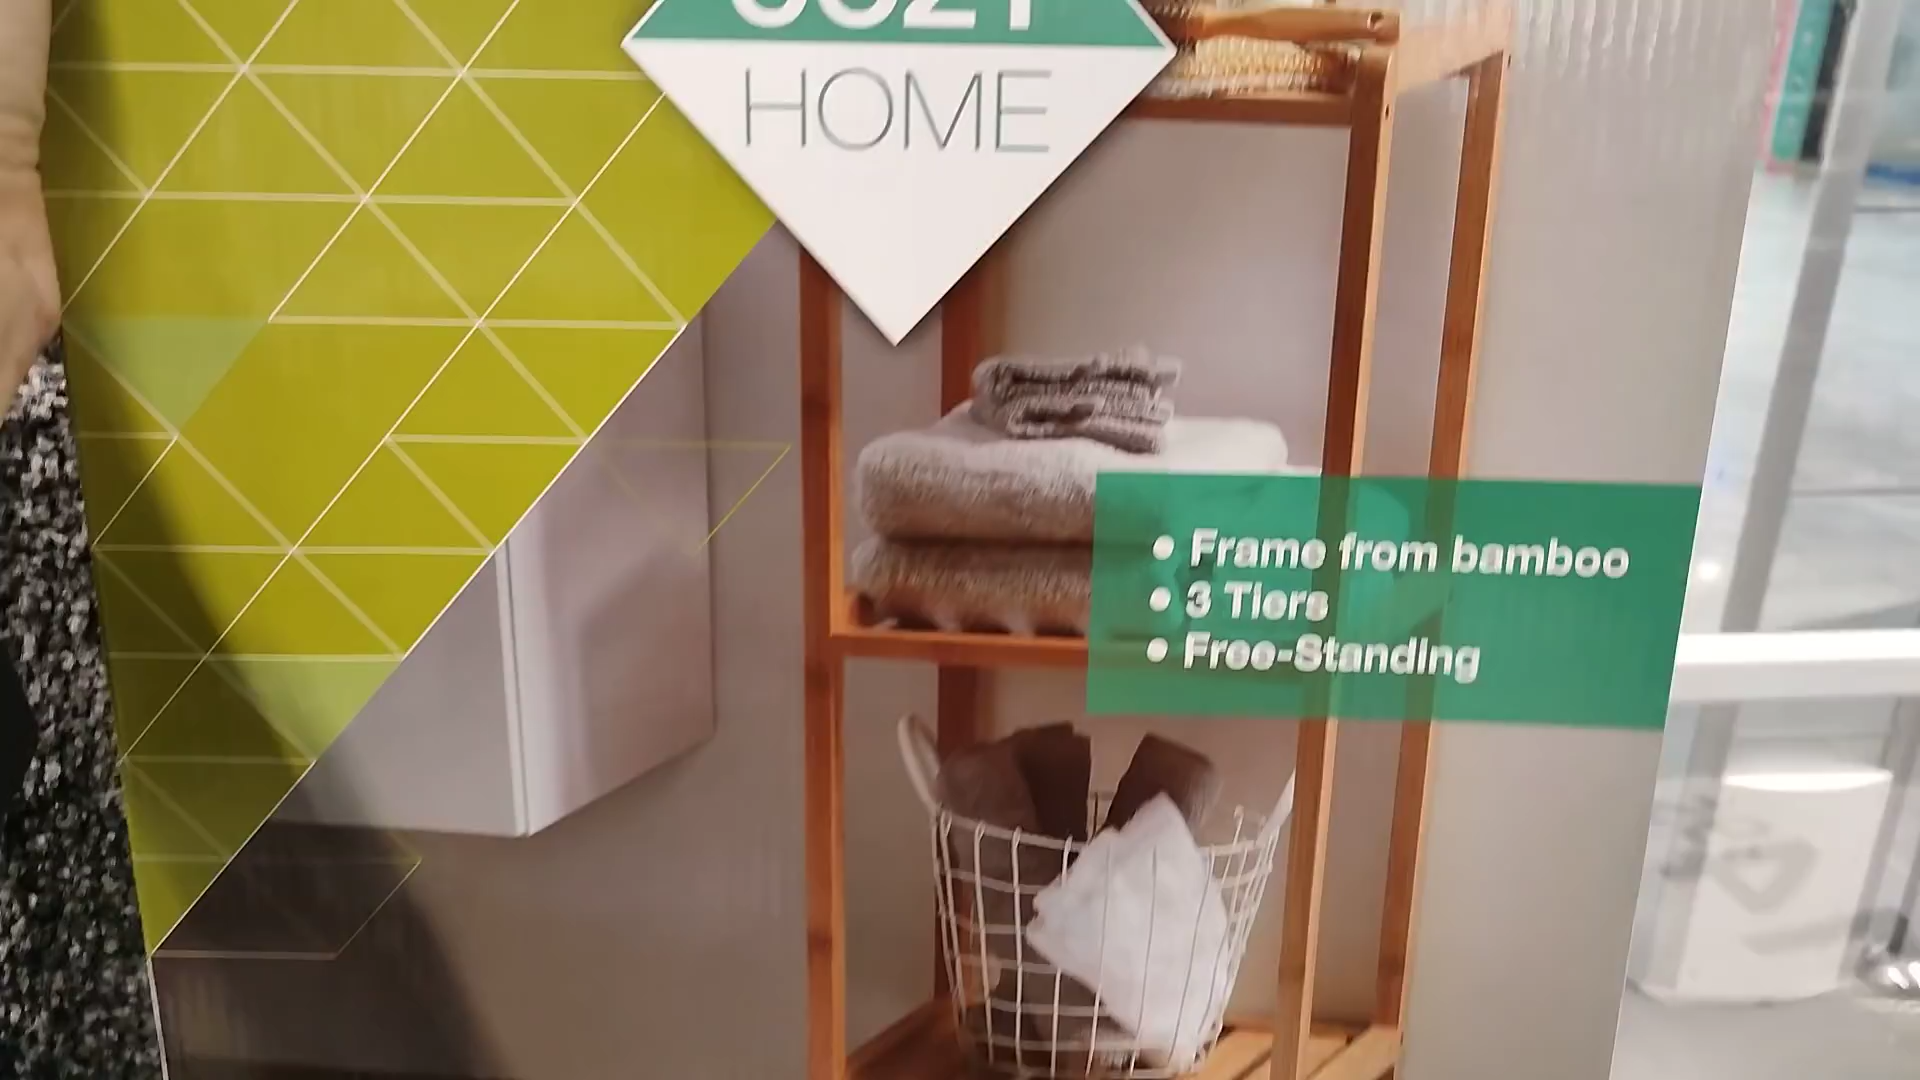 HOME
• Frame from bamboo
• 3 Tiers
• Free-Standing